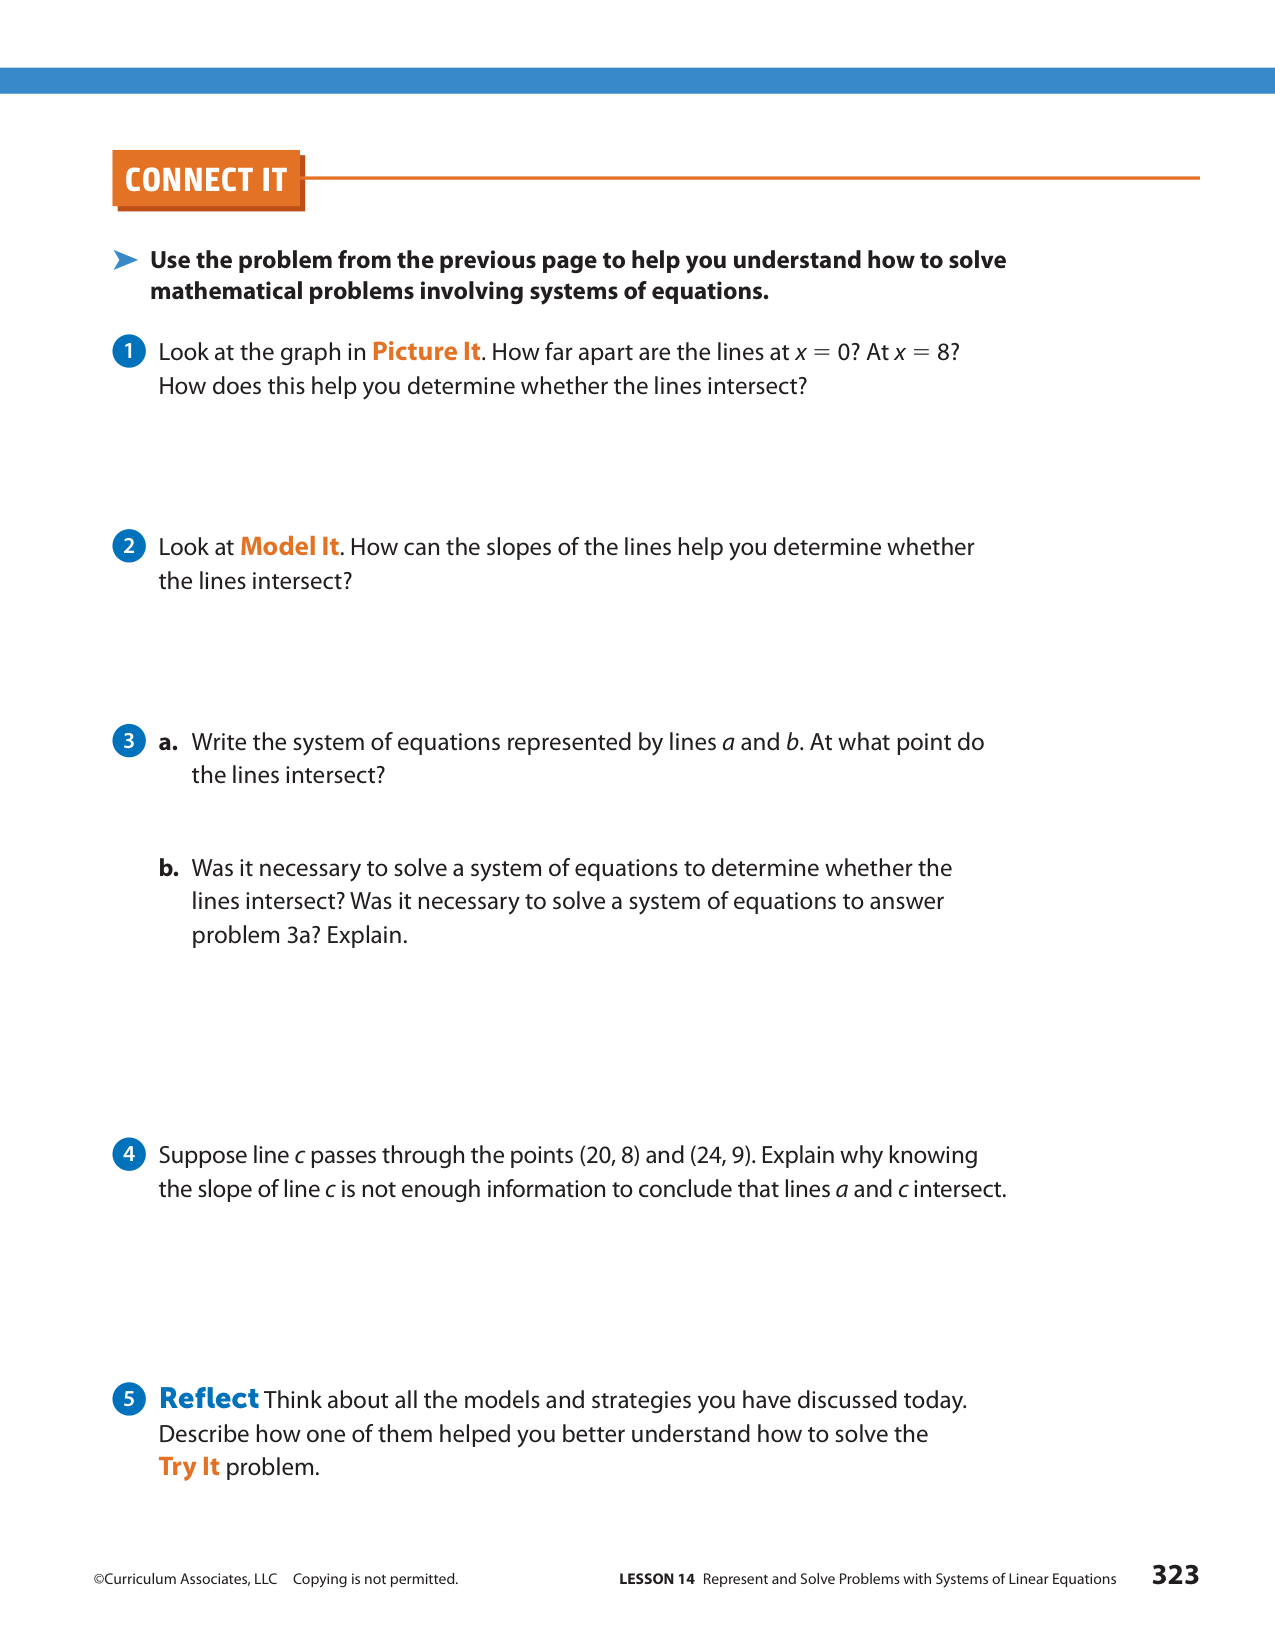 CONNECT IT
➤ Use the problem from the previous page to help you understand how to solve
mathematical problems involving systems of equations.
1 Look at the graph in Picture It. How far apart are the lines at x = 0? At x = 8?
How does this help you determine whether the lines intersect?
2 Look at Model It. How can the slopes of the lines help you determine whether
the lines intersect?
3 a. Write the system of equations represented by lines a and b. At what point do
the lines intersect?
b. Was it necessary to solve a system of equations to determine whether the
lines intersect? Was it necessary to solve a system of equations to answer
problem 3a? Explain.
4 Suppose line c passes through the points (20, 8) and (24, 9). Explain why knowing
the slope of line c is not enough information to conclude that lines a and c intersect.
5 Reflect Think about all the models and strategies you have discussed today.
Describe how one of them helped you better understand how to solve the
Try It problem.
©Curriculum Associates, LLC Copying is not permitted. LESSON 14 Represent and Solve Problems with Systems of Linear Equations 323